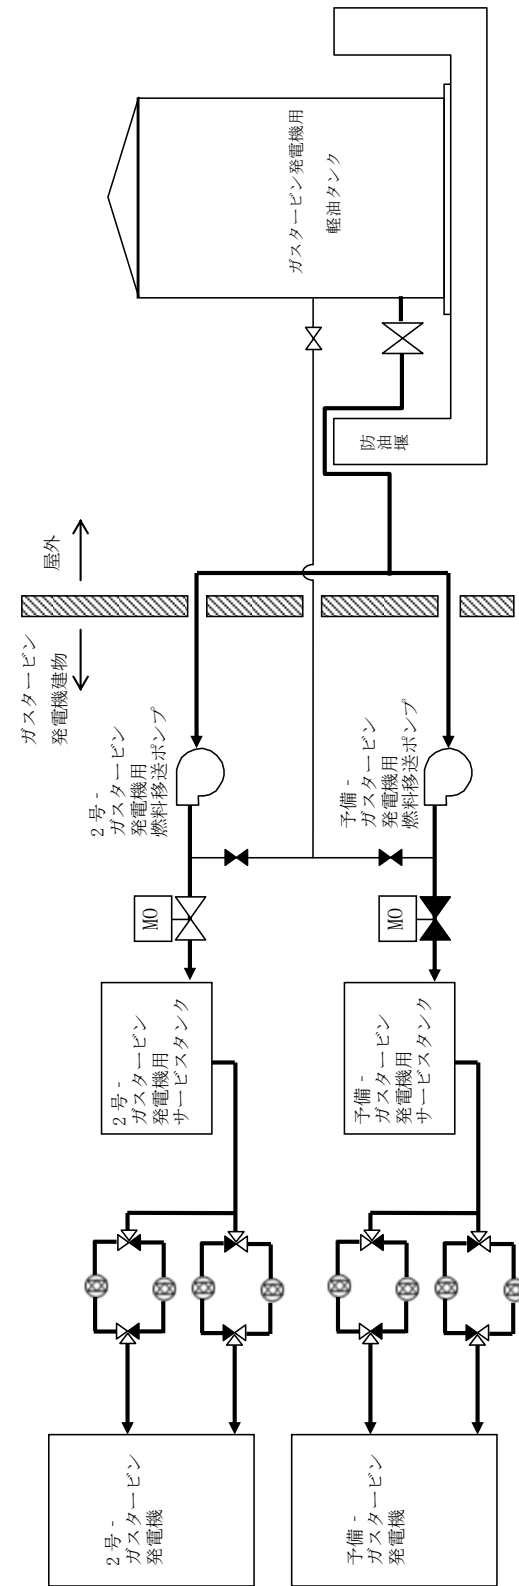 ガスタービン発電機用
軽油タンク
防
油
堰
屋外
ガスタービン
発電機建物
2号-
ガスタービン
発電機用
燃料移送ポンプ
予備-
ガスタービン
発電機用
燃料移送ポンプ
MO
MO
2号-
ガスタービン
発電機用
サービスタンク
予備-
ガスタービン
発電機用
サービスタンク
2号-
ガスタービン
発電機
予備-
ガスタービン
発電機